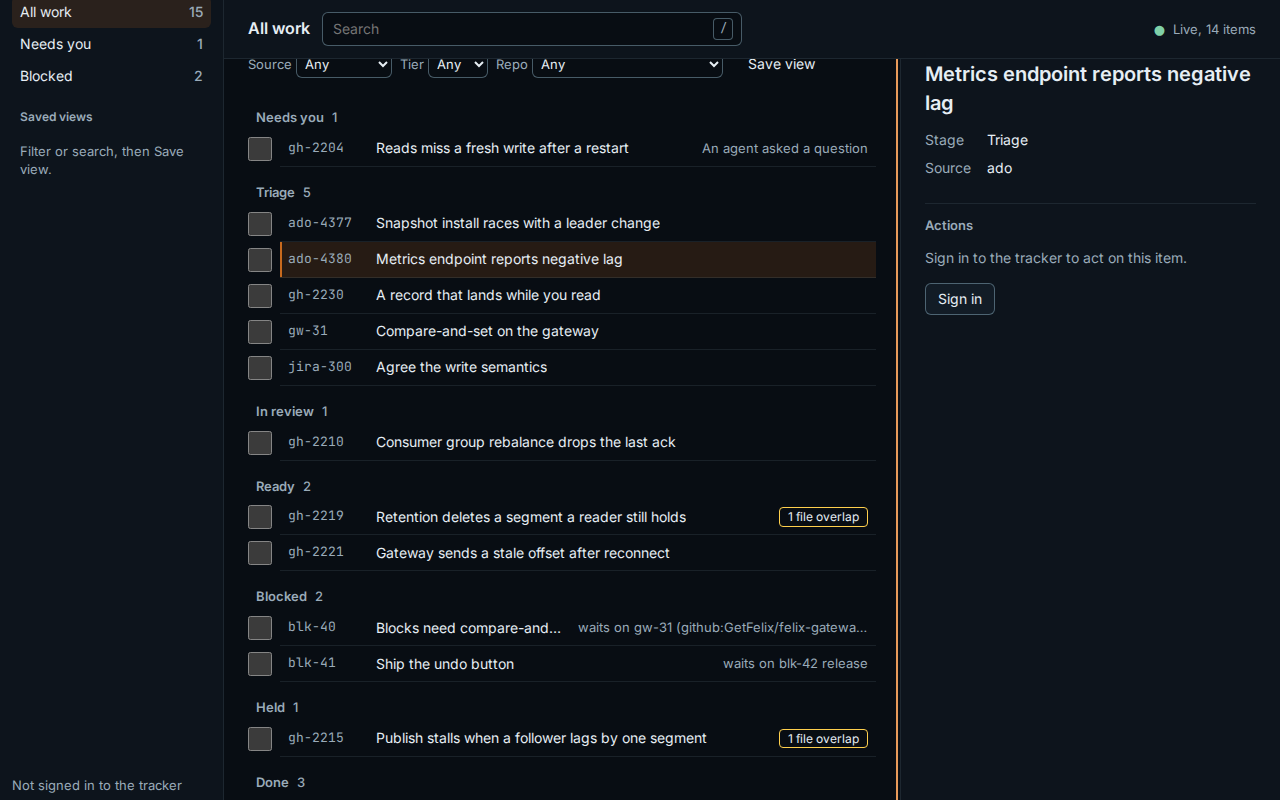 All work 15
Needs you 1
Blocked 2
Saved views
Filter or search, then Save
view.
Not signed in to the tracker
All work Search /
Live, 14 items
Source Any Tier Any Repo Any Save view
Needs you 1
gh-2204 Reads miss a fresh write after a restart An agent asked a question
Triage 5
ado-4377 Snapshot install races with a leader change
ado-4380 Metrics endpoint reports negative lag
gh-2230 A record that lands while you read
gw-31 Compare-and-set on the gateway
jira-300 Agree the write semantics
In review 1
gh-2210 Consumer group rebalance drops the last ack
Ready 2
gh-2219 Retention deletes a segment a reader still holds 1 file overlap
gh-2221 Gateway sends a stale offset after reconnect
Blocked 2
blk-40 Blocks need compare-and... waits on gw-31 (github:GetFelix/felix-gatewa...
blk-41 Ship the undo button waits on blk-42 release
Held 1
gh-2215 Publish stalls when a follower lags by one segment 1 file overlap
Done 3
Metrics endpoint reports negative
lag
Stage Triage
Source ado
Actions
Sign in to the tracker to act on this item.
Sign in